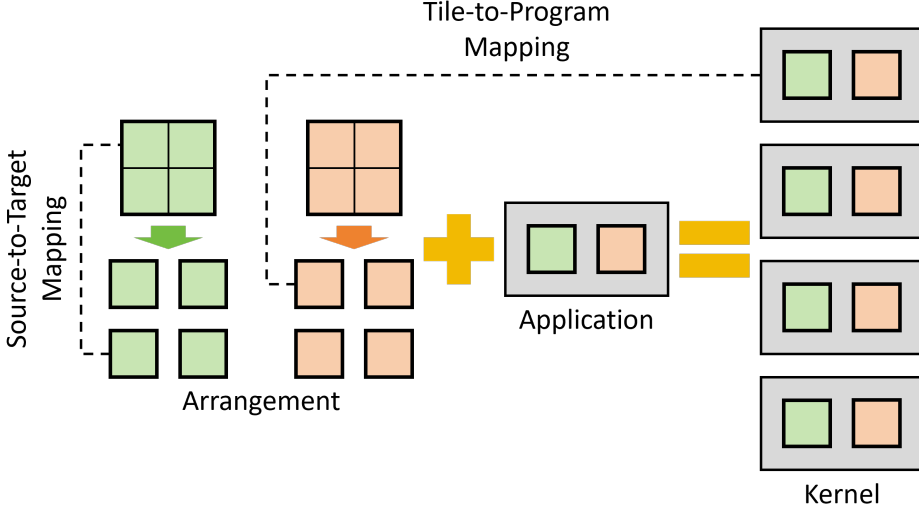 Tile-to-Program
Mapping
Source-to-Target
Mapping
Application
Arrangement
Kernel